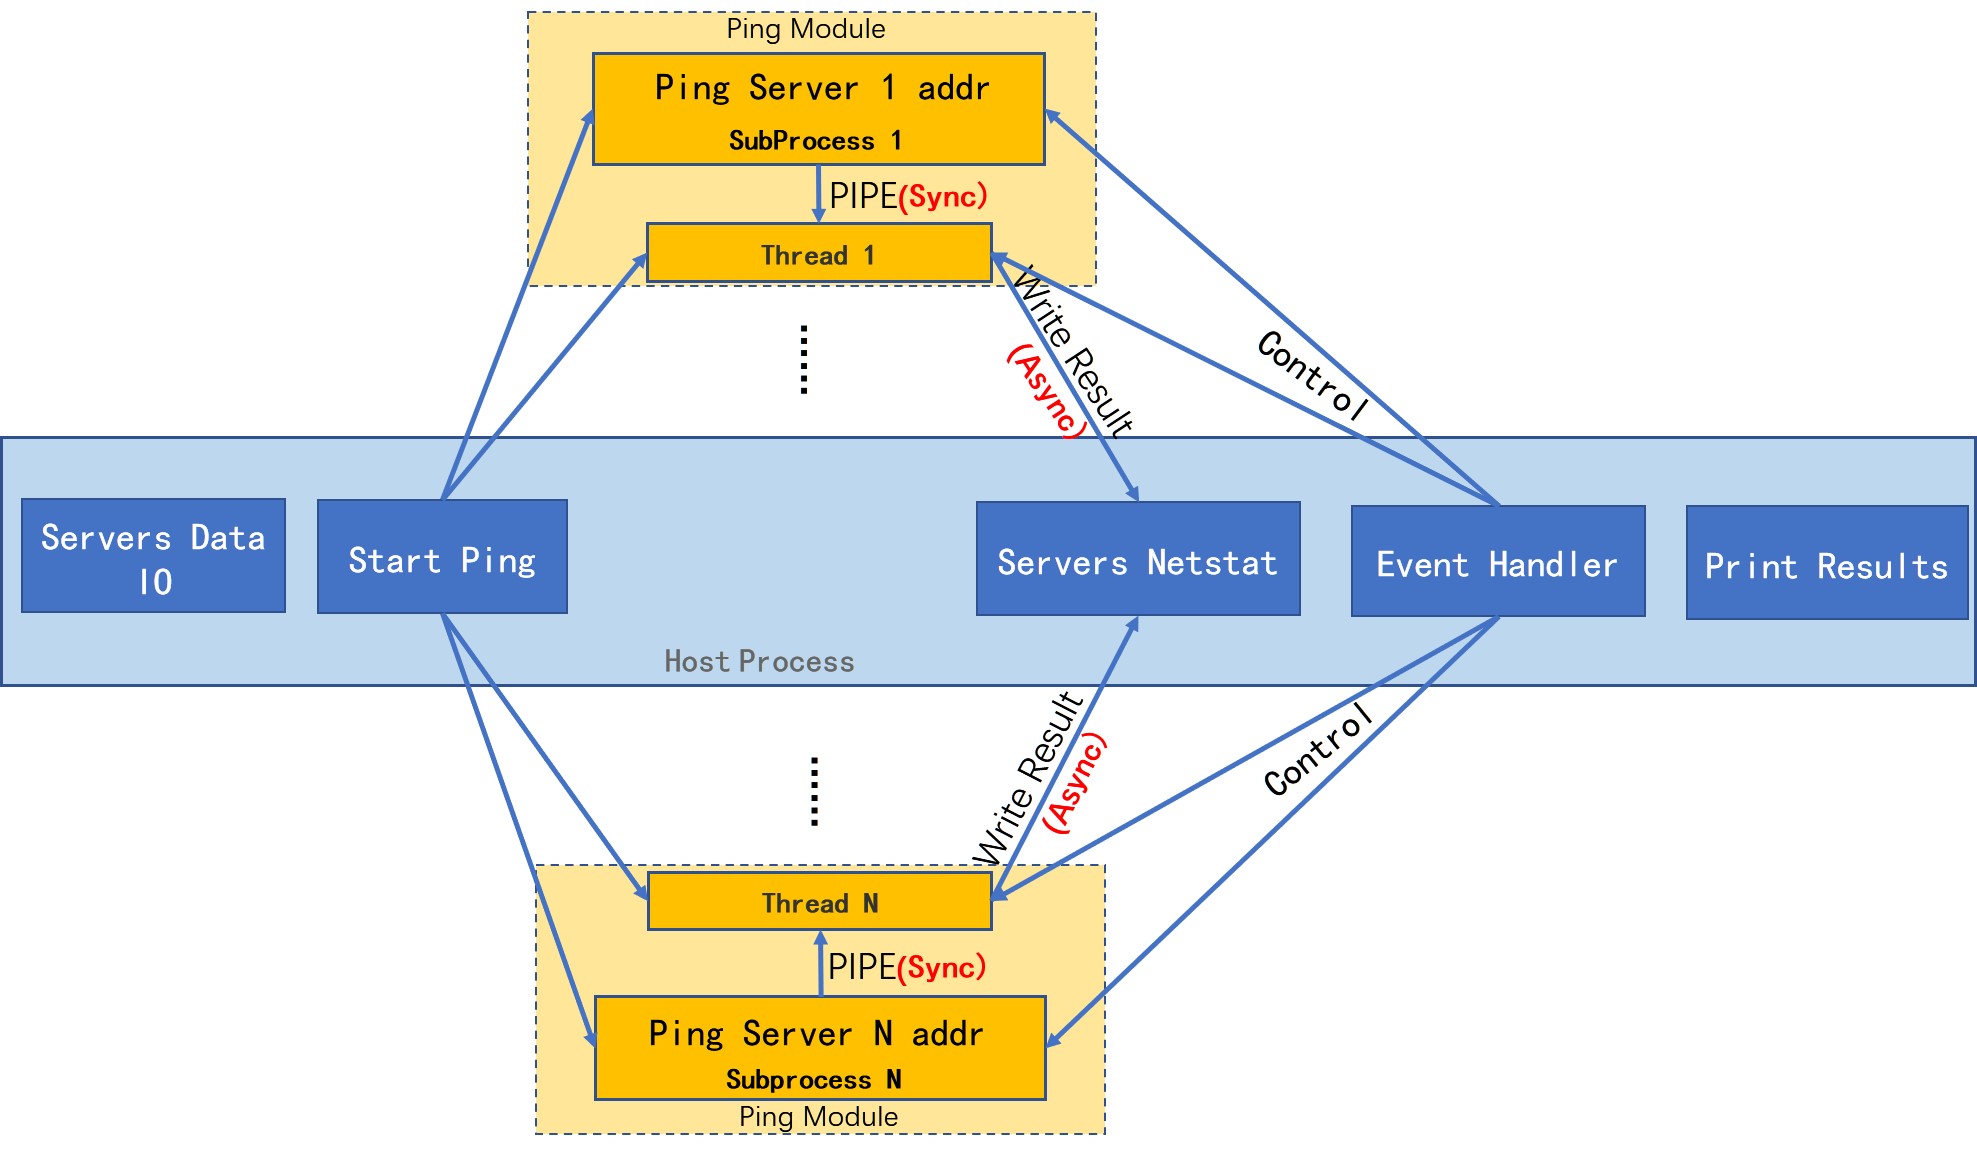 Ping Module
Ping Server 1 addr
SubProcess 1
PIPE(Sync)
Thread 1
Write Result
(Async)
Control
Servers Data
IO
Start Ping
Servers Netstat
Event Handler
Print Results
Host Process
Write Result
(Async)
Control
Thread N
PIPE(Sync)
Ping Server N addr
Subprocess N
Ping Module